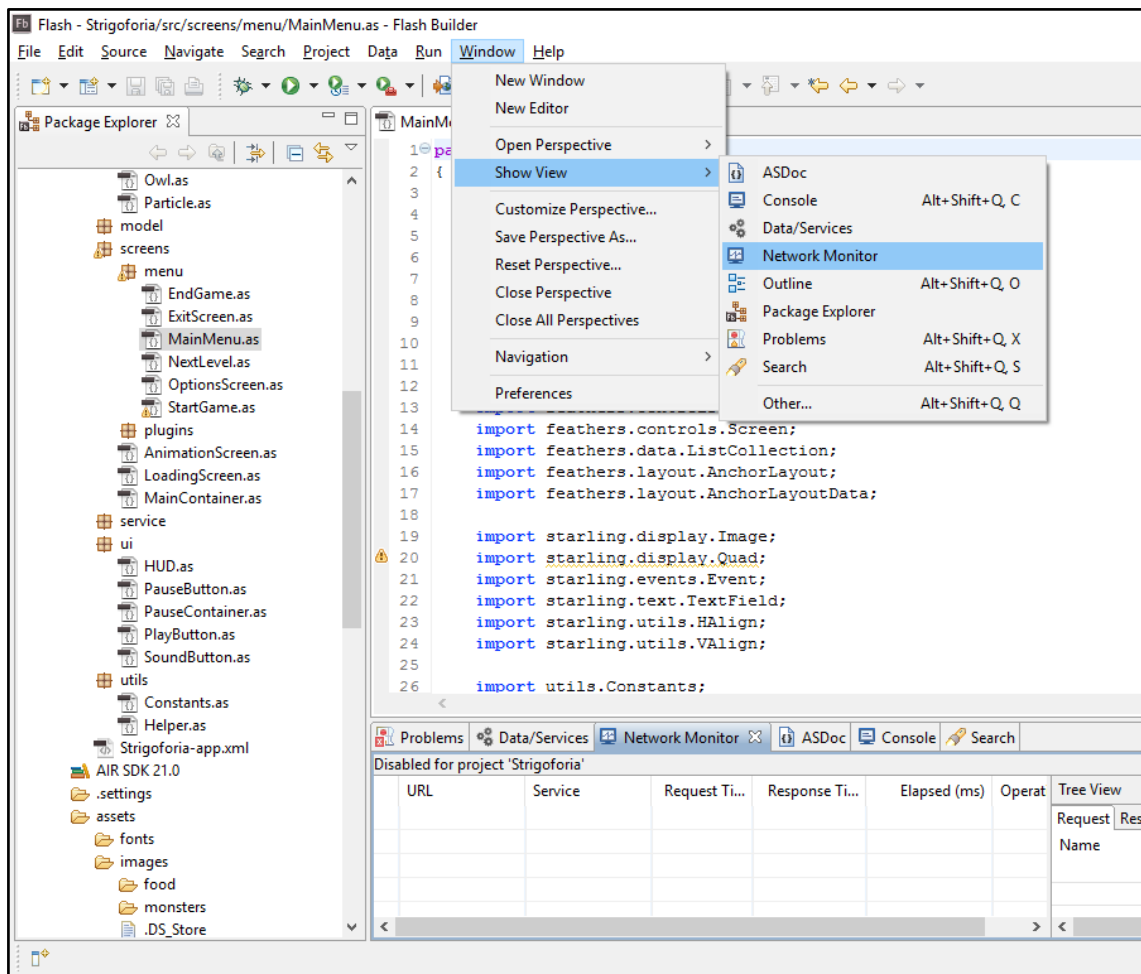 Fb Flash - Strigoforia/src/screens/menu/MainMenu.as - Flash Builder
File Edit Source Navigate Search Project Data Run Window Help
New Window
New Editor
Open Perspective >
Show View >
Customize Perspective...
Save Perspective As...
Reset Perspective...
Close Perspective
Close All Perspectives
Navigation >
Preferences
ASDoc
Console Alt+Shift+Q, C
Data/Services
Network Monitor
Outline Alt+Shift+Q, O
Package Explorer
Problems Alt+Shift+Q, X
Search Alt+Shift+Q, S
Other... Alt+Shift+Q, Q
Package Explorer
Owl.as
Particle.as
model
screens
menu
EndGame.as
ExitScreen.as
MainMenu.as
NextLevel.as
OptionsScreen.as
StartGame.as
plugins
AnimationScreen.as
LoadingScreen.as
MainContainer.as
service
ui
HUD.as
PauseButton.as
PauseContainer.as
PlayButton.as
SoundButton.as
utils
Constants.as
Helper.as
Strigoforia-app.xml
AIR SDK 21.0
.settings
assets
fonts
images
food
monsters
.DS_Store
MainM
1 pa
2 {
3
4
5
6
7
8
9
10
11
12
13
14 import feathers.controls.Screen;
15 import feathers.data.ListCollection;
16 import feathers.layout.AnchorLayout;
17 import feathers.layout.AnchorLayoutData;
18
19 import starling.display.Image;
20 import starling.display.Quad;
21 import starling.events.Event;
22 import starling.text.TextField;
23 import starling.utils.HAlign;
24 import starling.utils.VAlign;
25
26 import utils.Constants;
Problems Data/Services Network Monitor ASDoc Console Search
Disabled for project 'Strigoforia'
URL Service Request Ti... Response Ti... Elapsed (ms) Operat Tree View
Request Res
Name